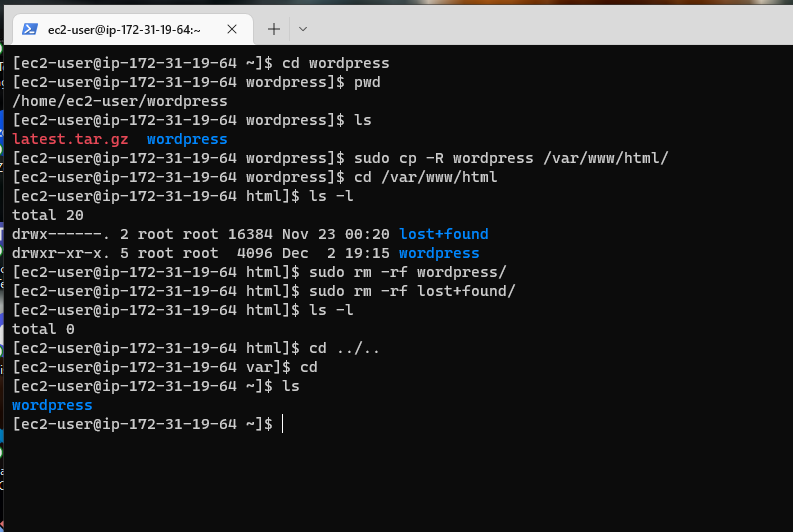 ec2-user@ip-172-31-19-64:~
[ec2-user@ip-172-31-19-64 ~]$ cd wordpress
[ec2-user@ip-172-31-19-64 wordpress]$ pwd
/home/ec2-user/wordpress
[ec2-user@ip-172-31-19-64 wordpress]$ ls
latest.tar.gz  wordpress
[ec2-user@ip-172-31-19-64 wordpress]$ sudo cp -R wordpress /var/www/html/
[ec2-user@ip-172-31-19-64 wordpress]$ cd /var/www/html
[ec2-user@ip-172-31-19-64 html]$ ls -l
total 20
drwx------. 2 root root 16384 Nov 23 00:20 lost+found
drwxr-xr-x. 5 root root  4096 Dec  2 19:15 wordpress
[ec2-user@ip-172-31-19-64 html]$ sudo rm -rf wordpress/
[ec2-user@ip-172-31-19-64 html]$ sudo rm -rf lost+found/
[ec2-user@ip-172-31-19-64 html]$ ls -l
total 0
[ec2-user@ip-172-31-19-64 html]$ cd ../..
[ec2-user@ip-172-31-19-64 var]$ cd
[ec2-user@ip-172-31-19-64 ~]$ ls
wordpress
[ec2-user@ip-172-31-19-64 ~]$